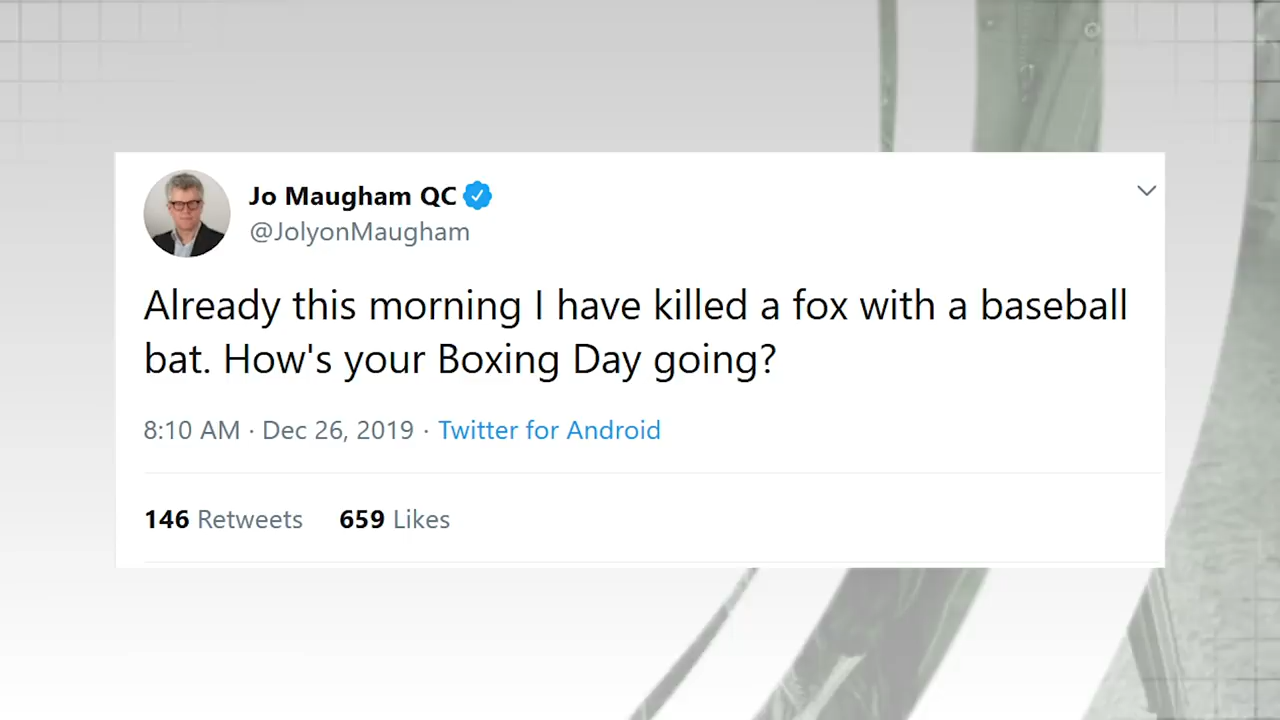 Jo Maugham QC
@JolyonMaugham
Already this morning I have killed a fox with a baseball
bat. How's your Boxing Day going?
8:10 AM · Dec 26, 2019 · Twitter for Android
146 Retweets 659 Likes